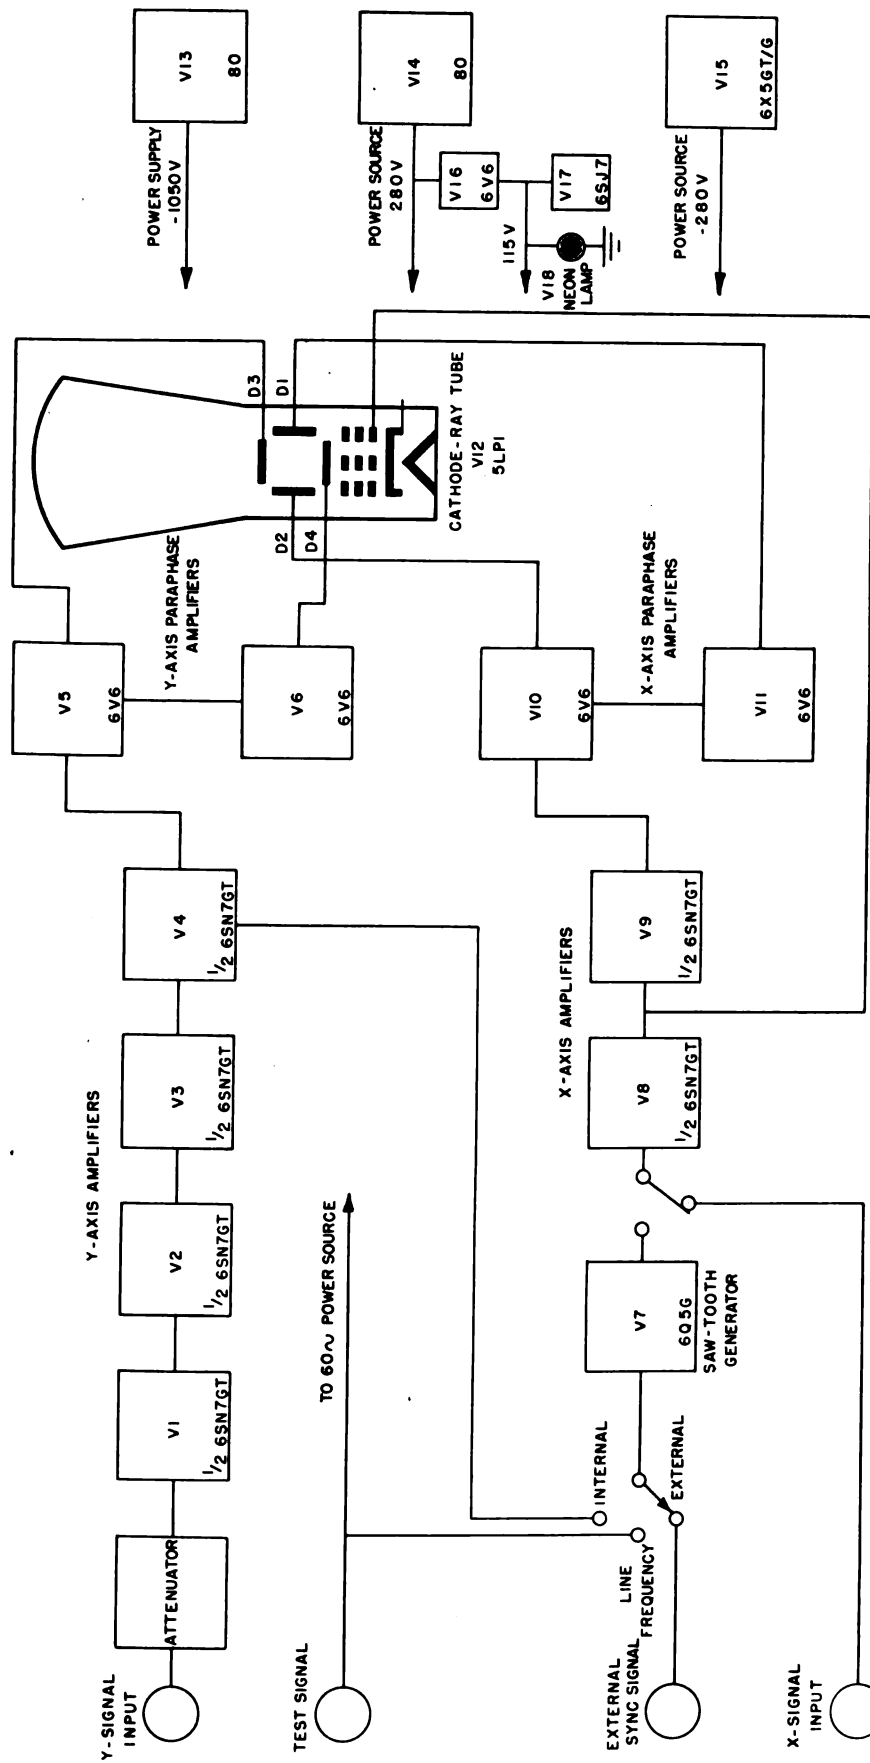 Y-SIGNAL
INPUT
ATTENUATOR
V1
1/2 6SN7GT
V2
1/2 6SN7GT
Y-AXIS AMPLIFIERS
V3
1/2 6SN7GT
V4
1/2 6SN7GT
V5
6V6
Y-AXIS PARAPHASE
AMPLIFIERS
V6
6V6
TEST SIGNAL
TO 60~ POWER SOURCE
EXTERNAL
SYNC SIGNAL
LINE
FREQUENCY
INTERNAL
EXTERNAL
V7
6Q5G
SAW-TOOTH
GENERATOR
X-SIGNAL
INPUT
V8
1/2 6SN7GT
X-AXIS AMPLIFIERS
V9
1/2 6SN7GT
V10
6V6
X-AXIS PARAPHASE
AMPLIFIERS
V11
6V6
D3
D1
D2
D4
CATHODE-RAY TUBE
V12
5LP1
POWER SUPPLY
-1050V
V13
80
POWER SOURCE
280V
V14
80
V16
6V6
115V
V17
6SJ7
V18
NEON
LAMP
POWER SOURCE
-280V
V15
6X5GT/G